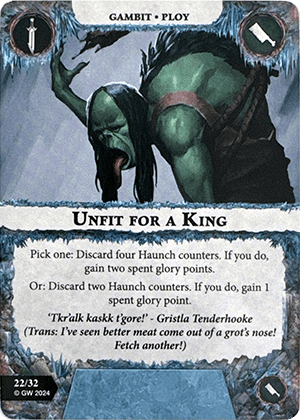 GAMBIT • PLOY
UNFIT FOR A KING
Pick one: Discard four Haunch counters. If you do,
gain two spent glory points.
Or: Discard two Haunch counters. If you do, gain 1
spent glory point.
‘Tkr’alk kaskk t’gore!’ - Gristla Tenderhooke
(Trans: I’ve seen better meat come out of a grot’s nose!
Fetch another!)
22/32
© GW 2024